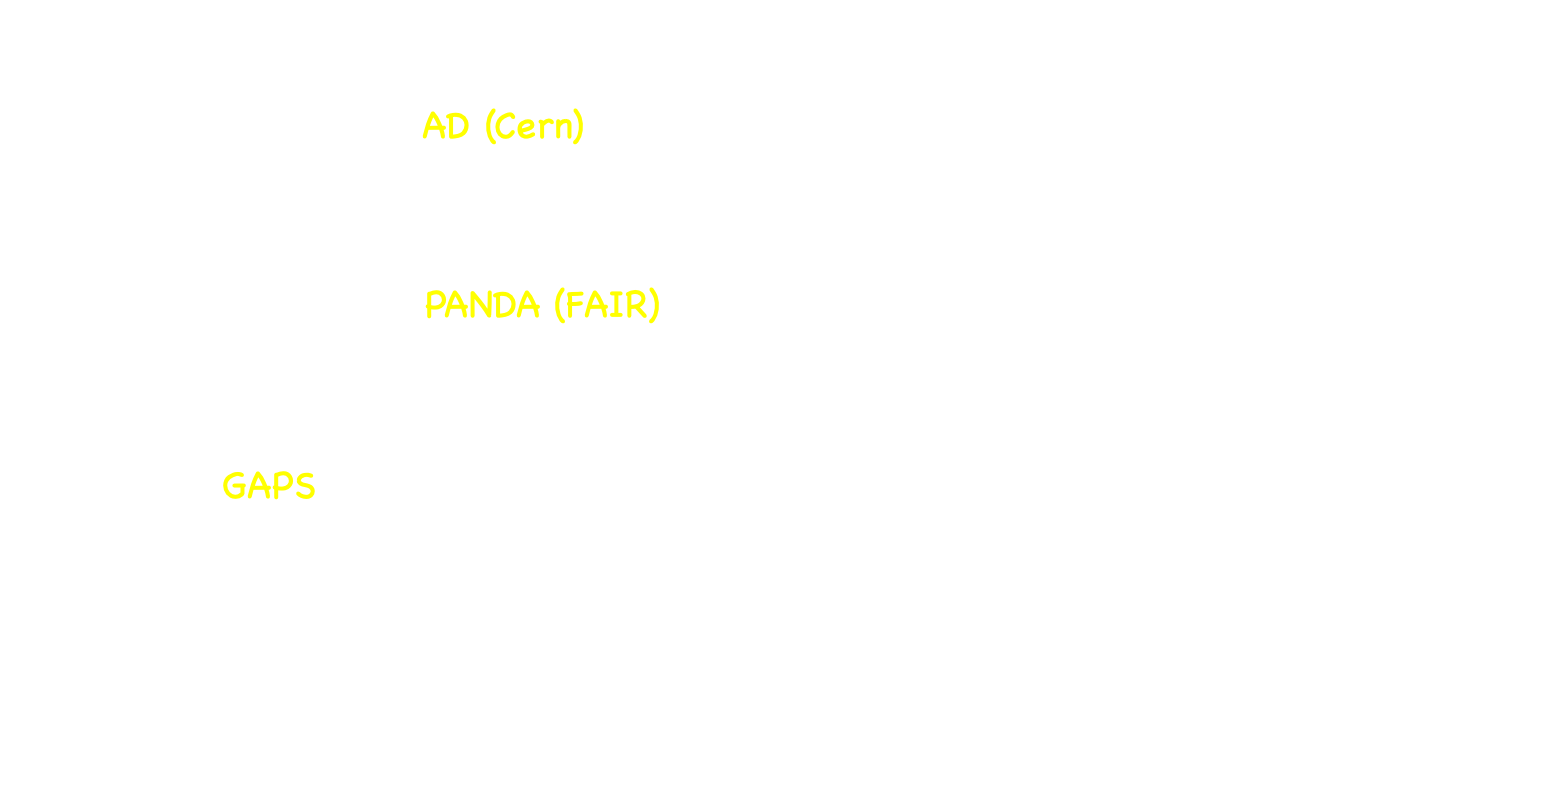 AD (Cern)
PANDA (FAIR)
GAPS